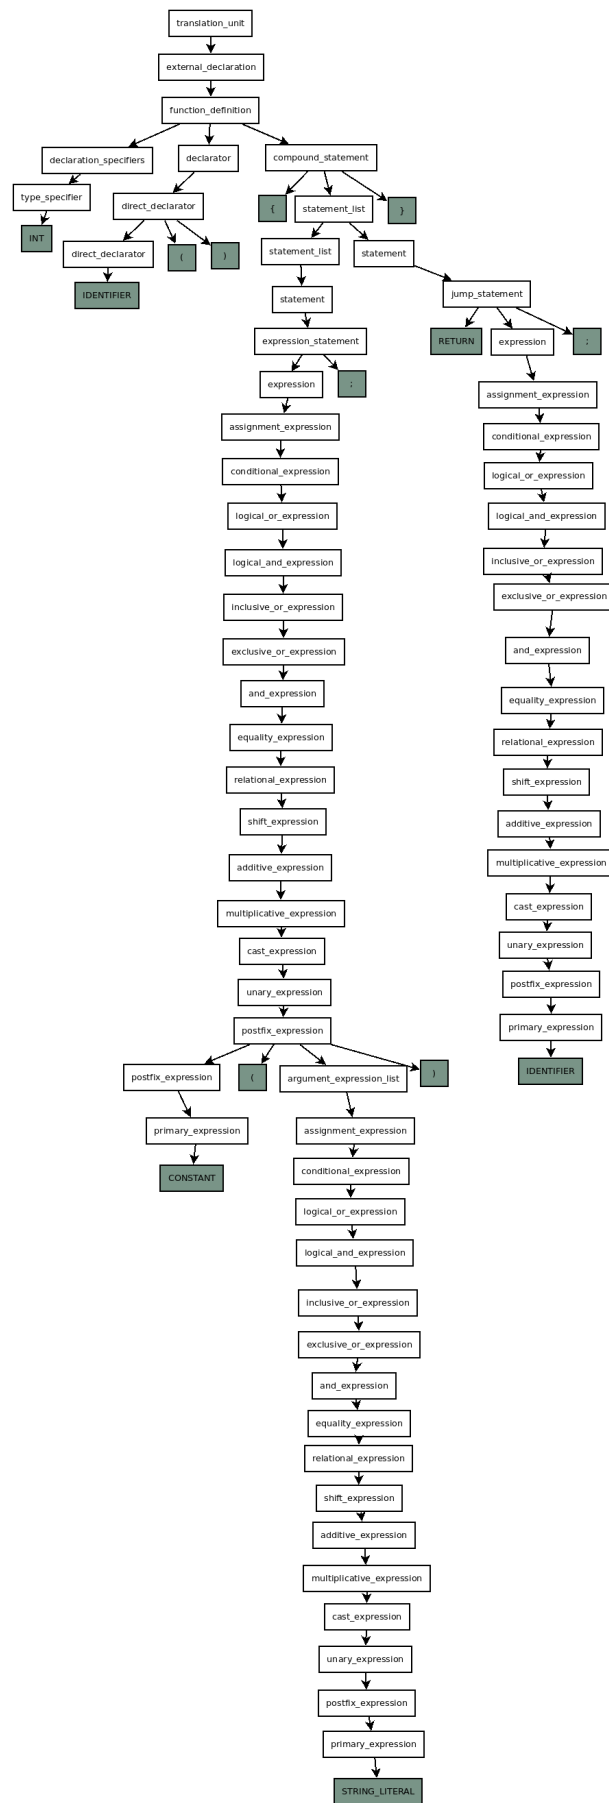 translation_unit
external_declaration
function_definition
declaration_specifiers declarator compound_statement
type_specifier direct_declarator { statement_list }
INT direct_declarator ( ) statement_list statement
IDENTIFIER statement jump_statement
expression_statement RETURN expression ;
expression ;
assignment_expression assignment_expression
conditional_expression conditional_expression
logical_or_expression logical_or_expression
logical_and_expression logical_and_expression
inclusive_or_expression inclusive_or_expression
exclusive_or_expression exclusive_or_expression
and_expression and_expression
equality_expression equality_expression
relational_expression relational_expression
shift_expression shift_expression
additive_expression additive_expression
multiplicative_expression multiplicative_expression
cast_expression cast_expression
unary_expression unary_expression
postfix_expression postfix_expression
postfix_expression ( argument_expression_list ) primary_expression
primary_expression IDENTIFIER
CONSTANT
assignment_expression
conditional_expression
logical_or_expression
logical_and_expression
inclusive_or_expression
exclusive_or_expression
and_expression
equality_expression
relational_expression
shift_expression
additive_expression
multiplicative_expression
cast_expression
unary_expression
postfix_expression
primary_expression
STRING_LITERAL